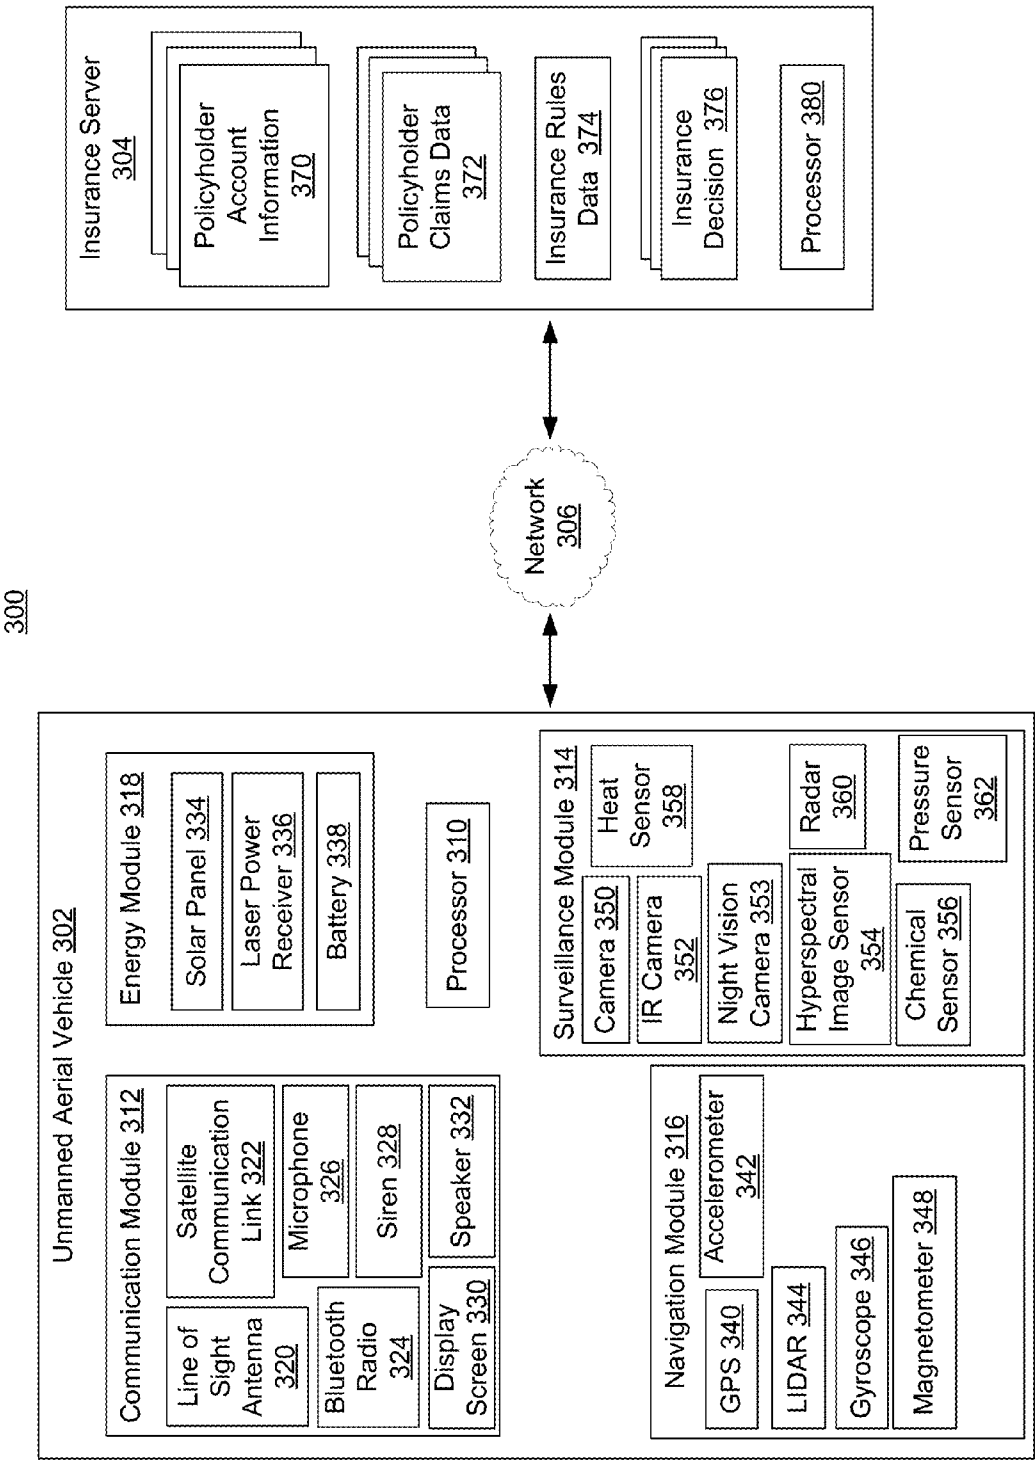 300
Unmanned Aerial Vehicle 302
Communication Module 312
Line of
Sight
Antenna
320
Satellite
Communication
Link 322
Bluetooth
Radio
324
Microphone
326
Siren 328
Display
Screen 330
Speaker 332
Energy Module 318
Solar Panel 334
Laser Power
Receiver 336
Battery 338
Processor 310
Navigation Module 316
GPS 340
Accelerometer
342
LIDAR 344
Gyroscope 346
Magnetometer 348
Surveillance Module 314
Camera 350
Heat
Sensor
358
IR Camera
352
Night Vision
Camera 353
Hyperspectral
Image Sensor
354
Radar
360
Chemical
Sensor 356
Pressure
Sensor
362
Network
306
Insurance Server
304
Policyholder
Account
Information
370
Policyholder
Claims Data
372
Insurance Rules
Data 374
Insurance
Decision 376
Processor 380